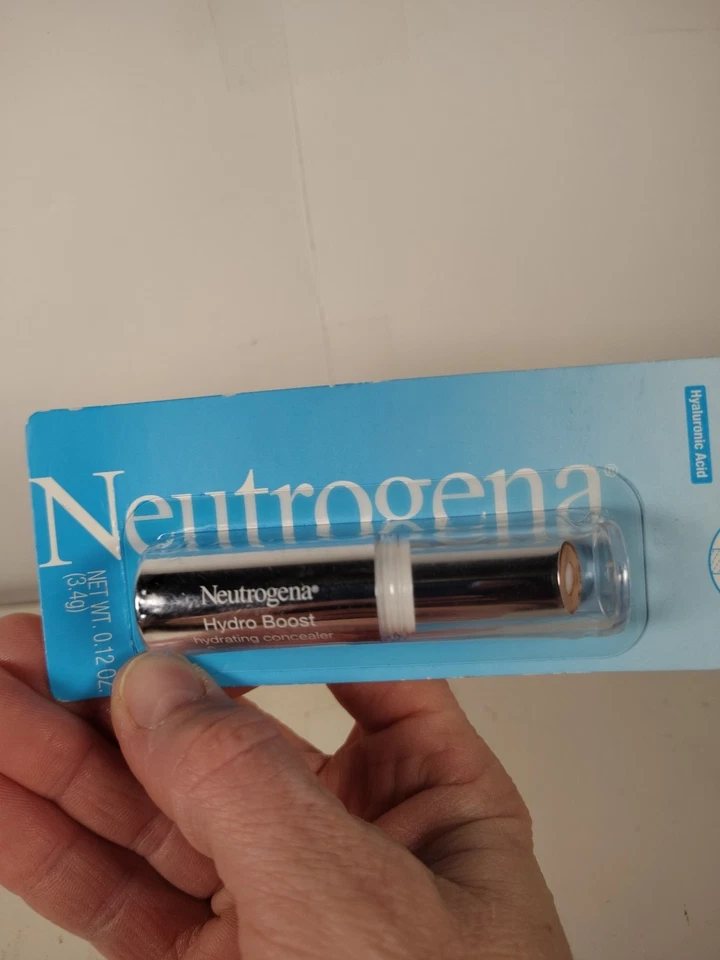 Hyaluronic Acid
Neutrogena®
Neutrogena®
Hydro Boost
hydrating concealer
NET WT. 0.12 OZ.
(3.4g)